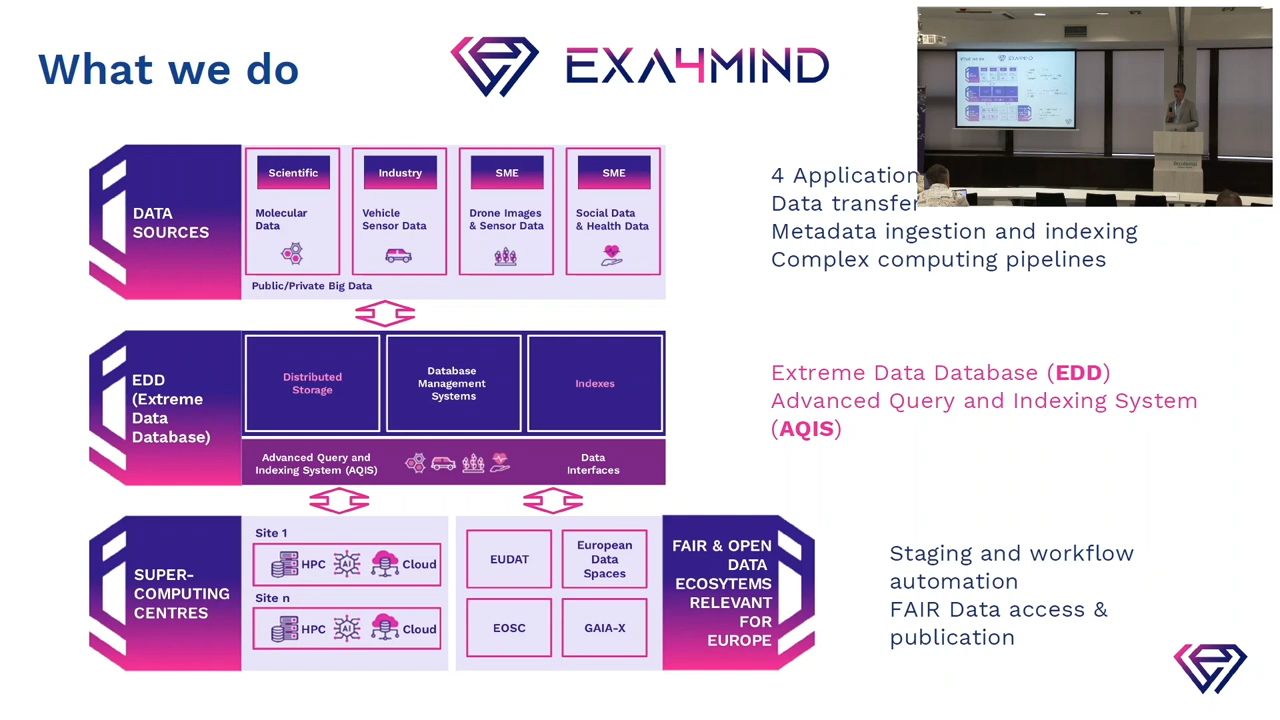 What we do
EXA4MIND
DATA
SOURCES
Scientific
Molecular
Data
Industry
Vehicle
Sensor Data
SME
Drone Images
& Sensor Data
SME
Social Data
& Health Data
Public/Private Big Data
4 Application
Data transfer
Metadata ingestion and indexing
Complex computing pipelines
EDD
(Extreme
Data
Database)
Distributed
Storage
Database
Management
Systems
Indexes
Advanced Query and
Indexing System (AQIS)
Data
Interfaces
Extreme Data Database (EDD)
Advanced Query and Indexing System
(AQIS)
SUPER-
COMPUTING
CENTRES
Site 1
HPC AI Cloud
Site n
HPC AI Cloud
EUDAT
European
Data
Spaces
EOSC
GAIA-X
FAIR & OPEN
DATA
ECOSYTEMS
RELEVANT
FOR
EUROPE
Staging and workflow
automation
FAIR Data access &
publication